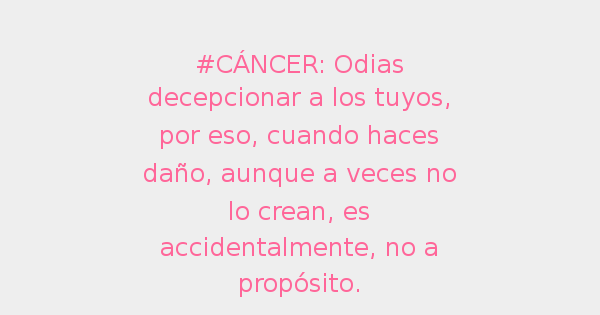 #CÁNCER: Odias
decepcionar a los tuyos,
por eso, cuando haces
daño, aunque a veces no
lo crean, es
accidentalmente, no a
propósito.